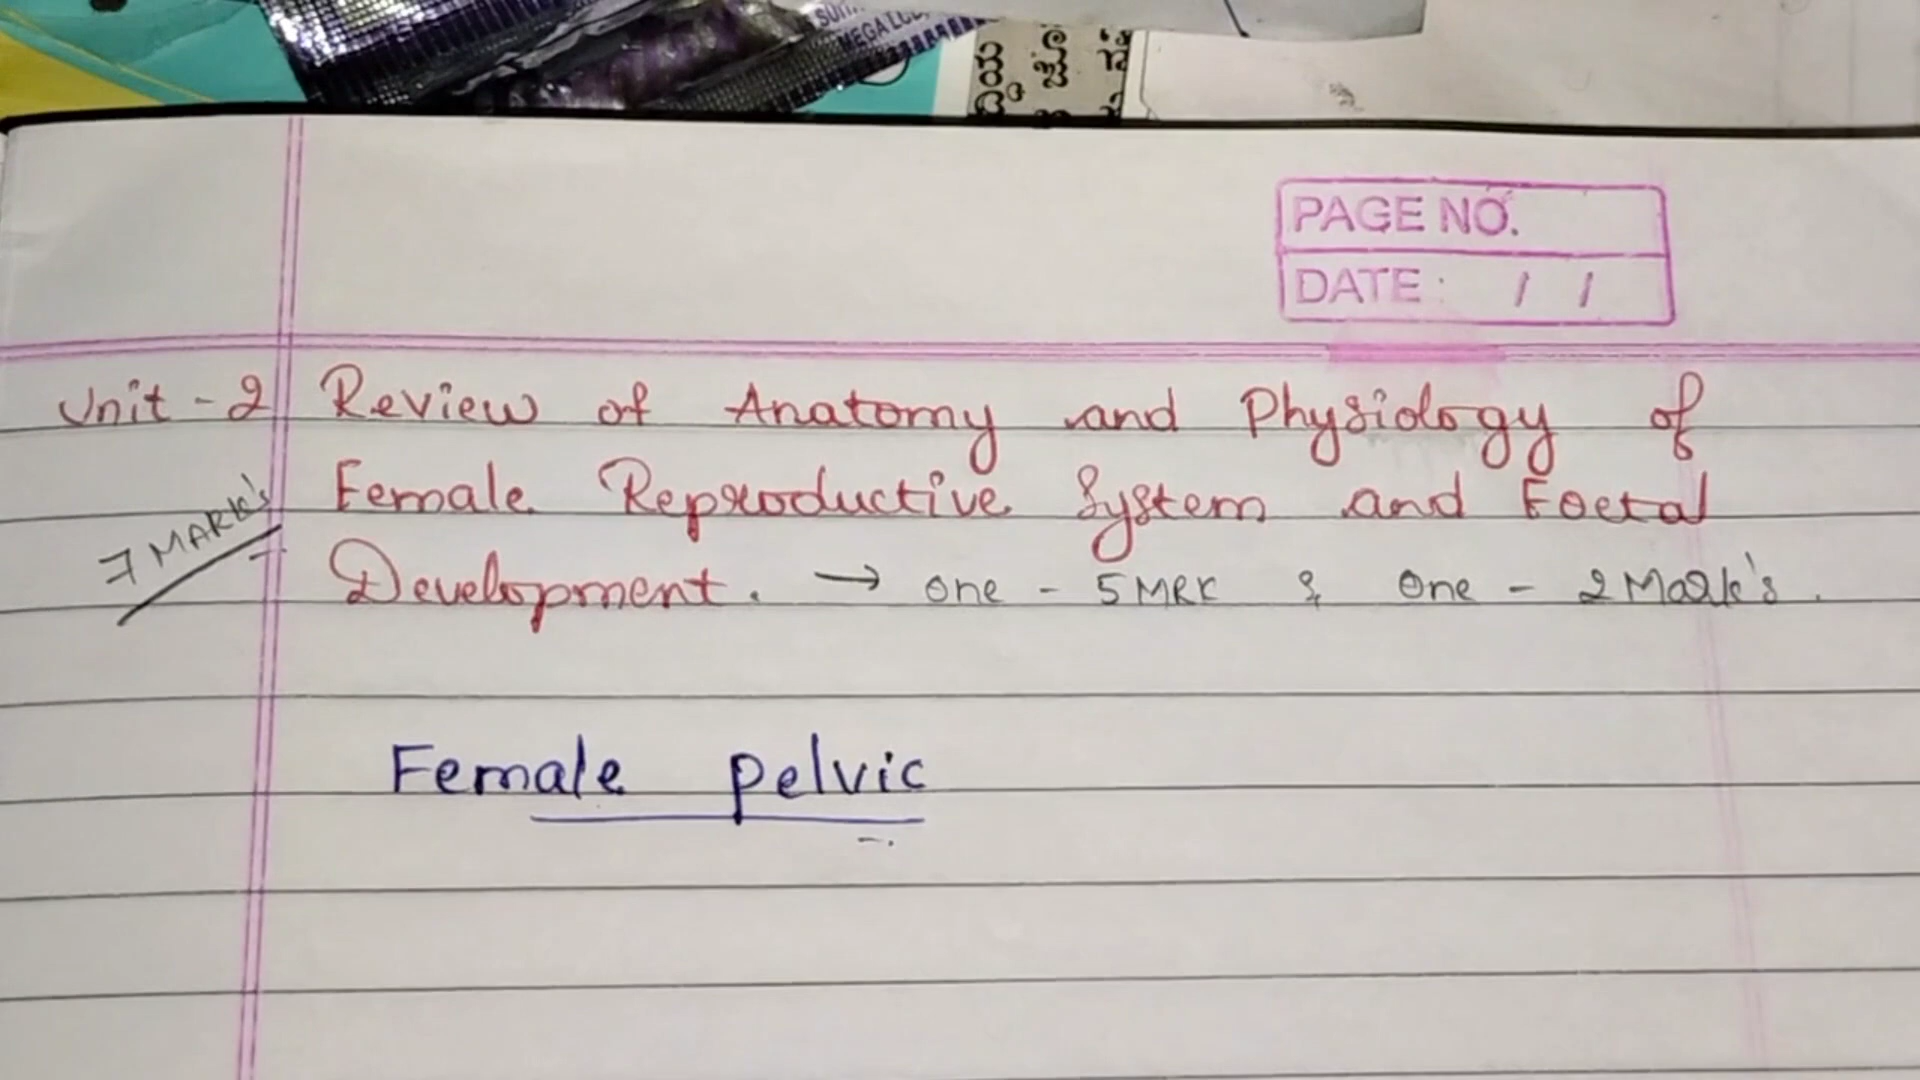 MEGA
PAGE NO.
DATE : / /
Unit - 2 Review of Anatomy and Physiology of
Female Reproductive System and Foetal
7 MARK's
Development. → One - 5 MRK & One - 2 Mark's.
Female pelvic